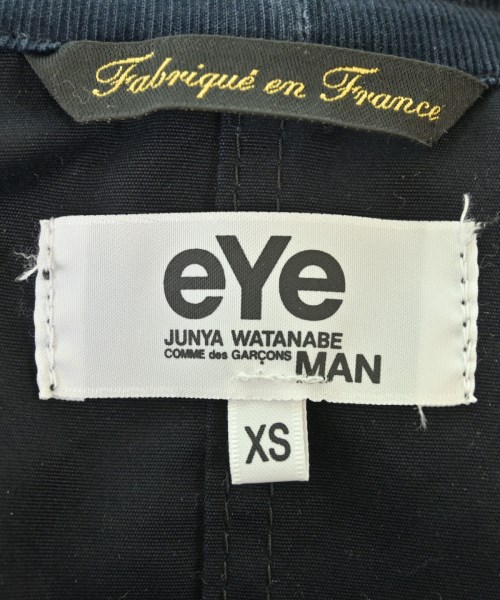 Fabriqué en France
eYe
JUNYA WATANABE
COMME des GARÇONS MAN
XS